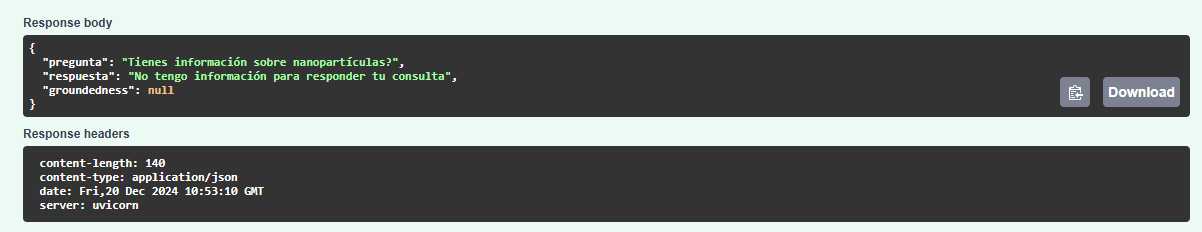 Response body
{
  "pregunta": "Tienes información sobre nanopartículas?",
  "respuesta": "No tengo información para responder tu consulta",
  "groundedness": null
}
Download
Response headers
content-length: 140
content-type: application/json
date: Fri,20 Dec 2024 10:53:10 GMT
server: uvicorn